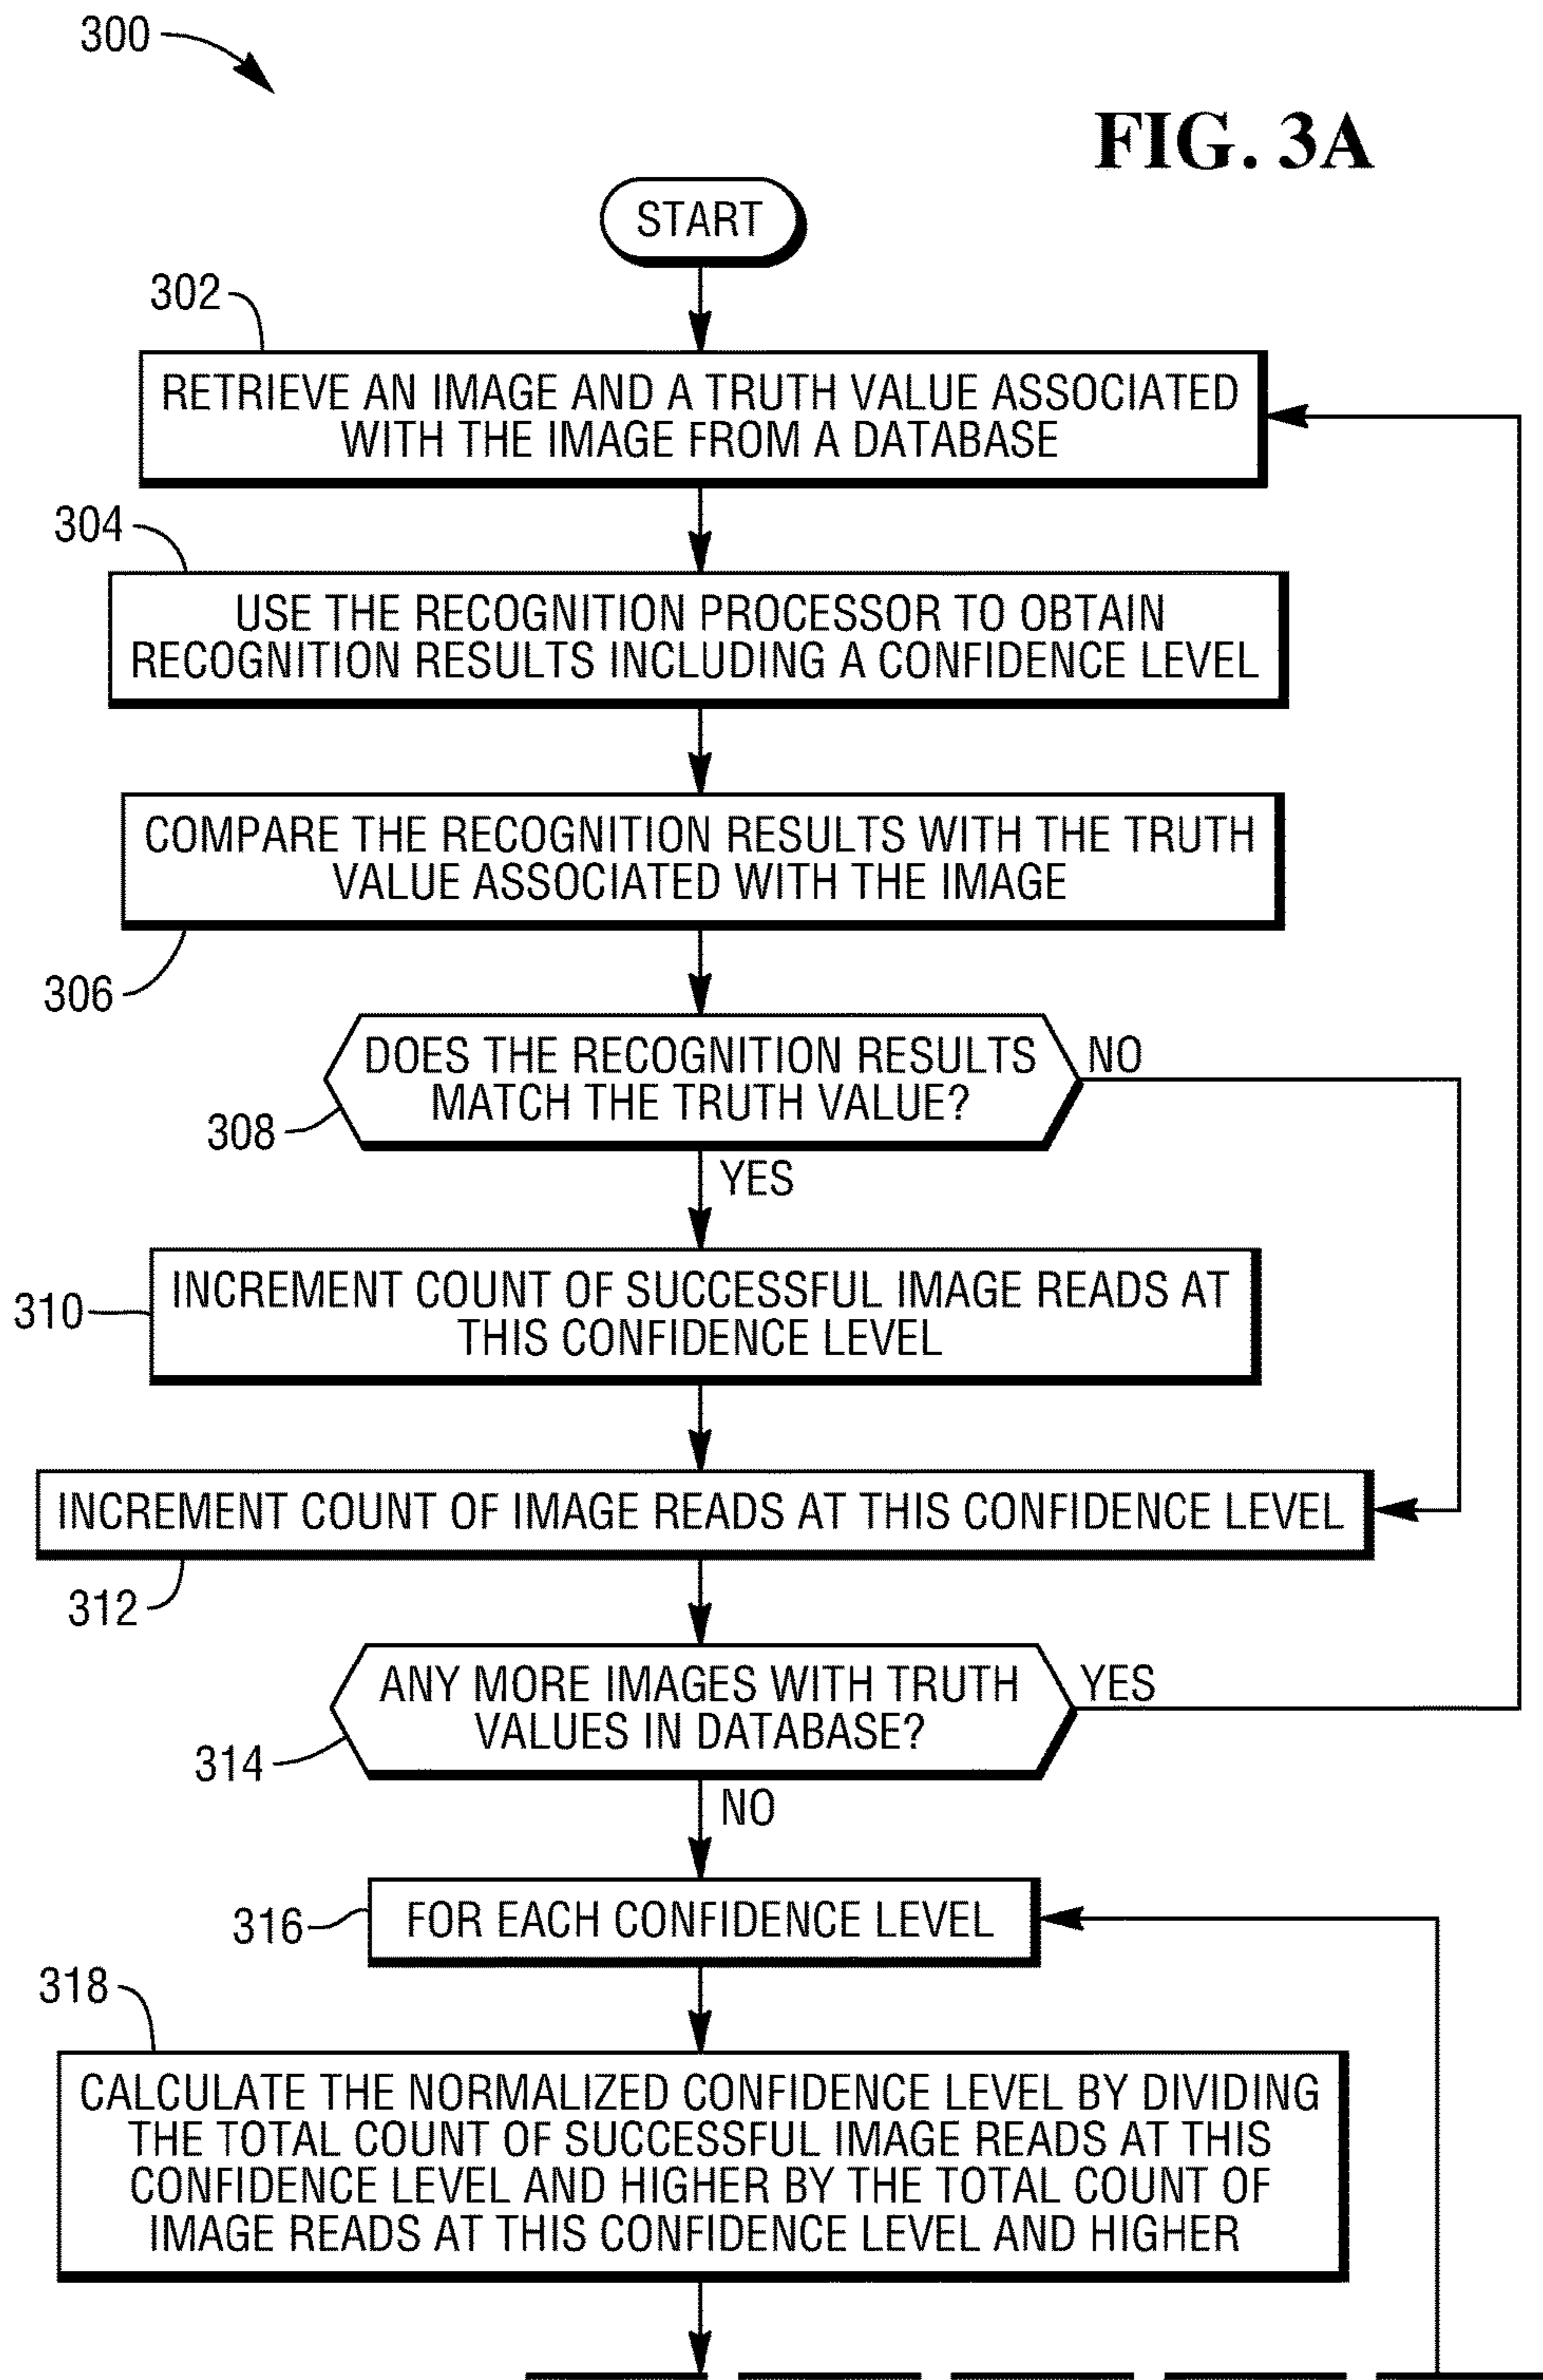 300
FIG. 3A
START
302
RETRIEVE AN IMAGE AND A TRUTH VALUE ASSOCIATED
WITH THE IMAGE FROM A DATABASE
304
USE THE RECOGNITION PROCESSOR TO OBTAIN
RECOGNITION RESULTS INCLUDING A CONFIDENCE LEVEL
COMPARE THE RECOGNITION RESULTS WITH THE TRUTH
VALUE ASSOCIATED WITH THE IMAGE
306
DOES THE RECOGNITION RESULTS
MATCH THE TRUTH VALUE?
NO
308
YES
310
INCREMENT COUNT OF SUCCESSFUL IMAGE READS AT
THIS CONFIDENCE LEVEL
INCREMENT COUNT OF IMAGE READS AT THIS CONFIDENCE LEVEL
312
ANY MORE IMAGES WITH TRUTH
VALUES IN DATABASE?
YES
314
NO
316
FOR EACH CONFIDENCE LEVEL
318
CALCULATE THE NORMALIZED CONFIDENCE LEVEL BY DIVIDING
THE TOTAL COUNT OF SUCCESSFUL IMAGE READS AT THIS
CONFIDENCE LEVEL AND HIGHER BY THE TOTAL COUNT OF
IMAGE READS AT THIS CONFIDENCE LEVEL AND HIGHER